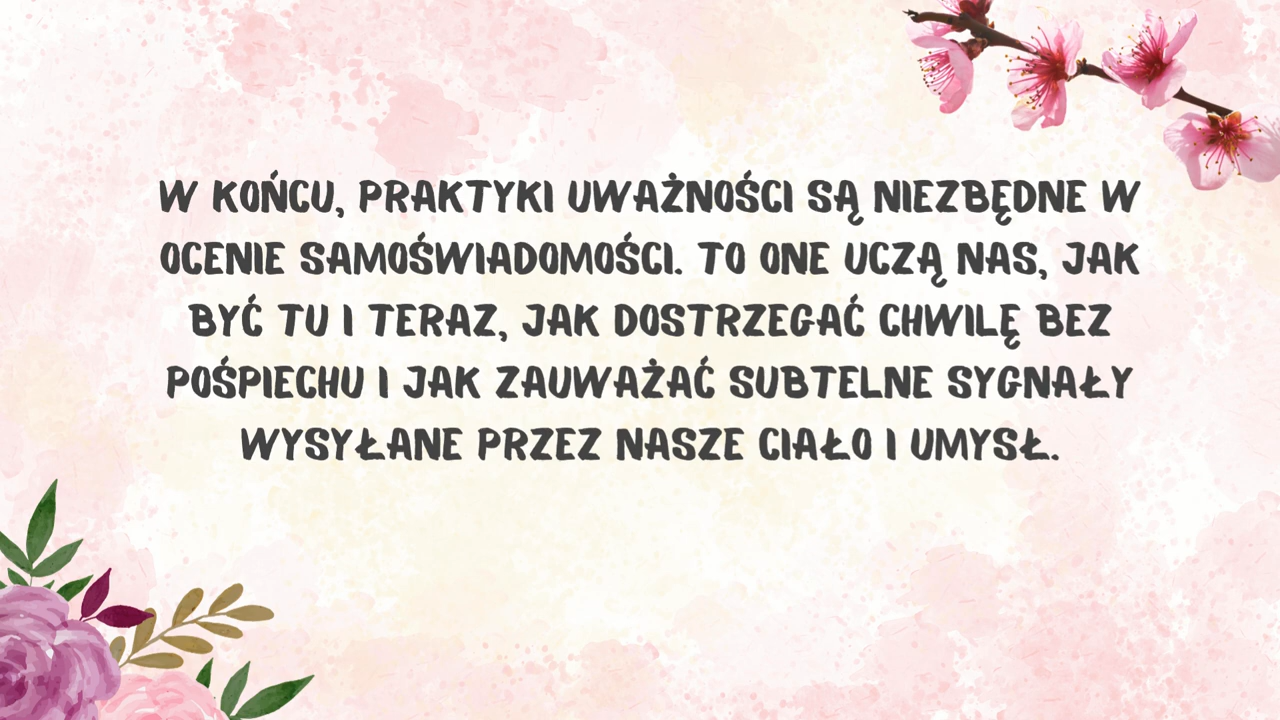 W KOŃCU, PRAKTYKI UWAŻNOŚCI SĄ NIEZBĘDNE W
OCENIE SAMOŚWIADOMOŚCI. TO ONE UCZĄ NAS, JAK
BYĆ TU I TERAZ, JAK DOSTRZEGAĆ CHWILĘ BEZ
POŚPIECHU I JAK ZAUWAŻAĆ SUBTELNE SYGNAŁY
WYSYŁANE PRZEZ NASZE CIAŁO I UMYSŁ.